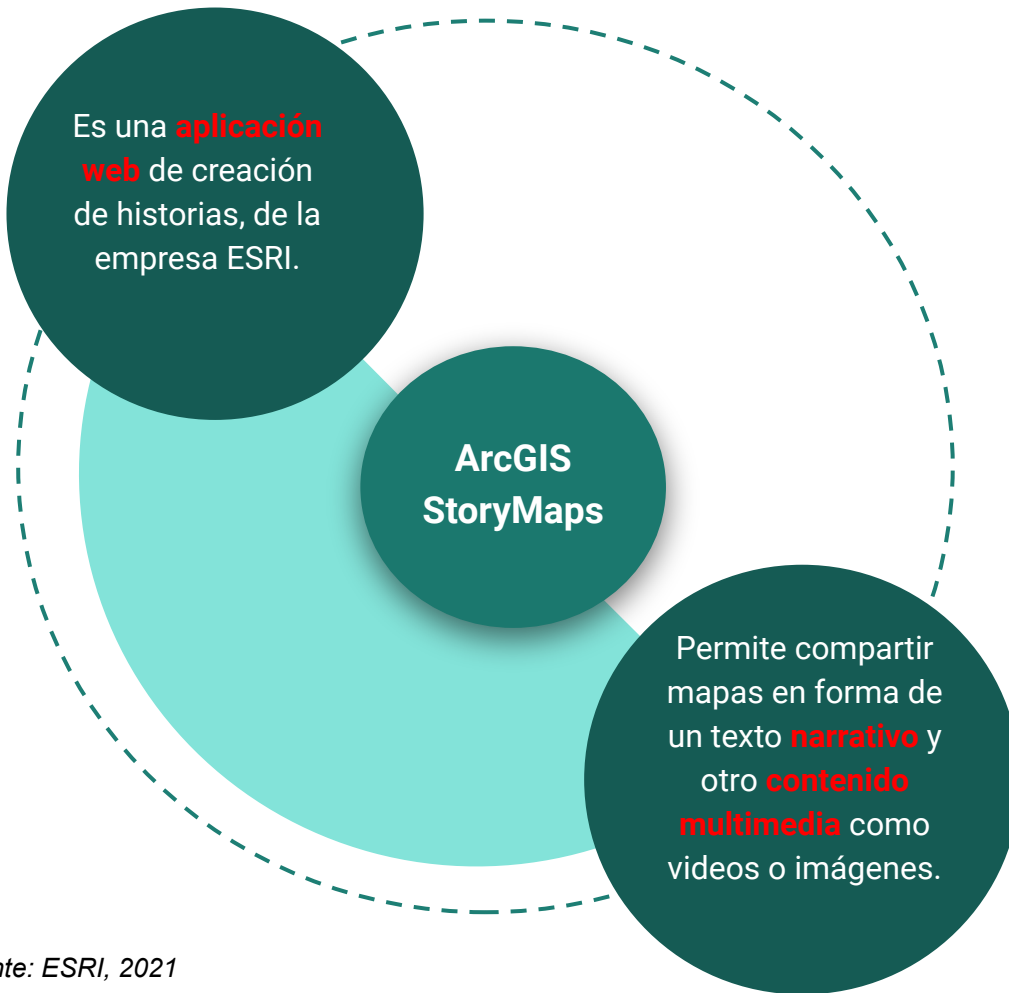 Es una aplicación
web de creación
de historias, de la
empresa ESRI.
ArcGIS
StoryMaps
Permite compartir
mapas en forma de
un texto narrativo y
otro contenido
multimedia como
videos o imágenes.
nte: ESRI, 2021